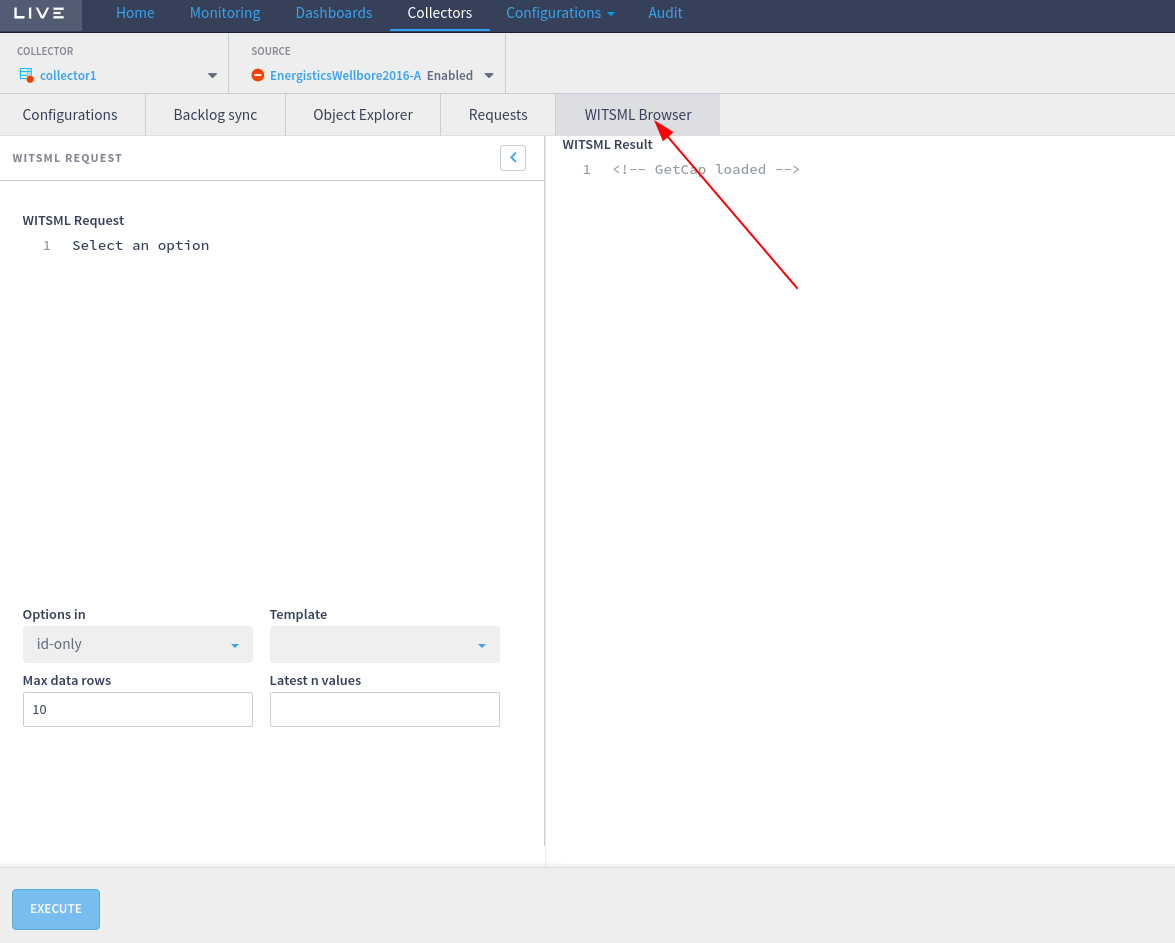 LIVE Home Monitoring Dashboards Collectors Configurations Audit
COLLECTOR SOURCE
collector1 EnergisticsWellbore2016-A Enabled
Configurations Backlog sync Object Explorer Requests WITSML Browser
WITSML REQUEST
WITSML Result
1 <!-- GetCap loaded -->
WITSML Request
1 Select an option
Options in Template
id-only
Max data rows Latest n values
10
EXECUTE